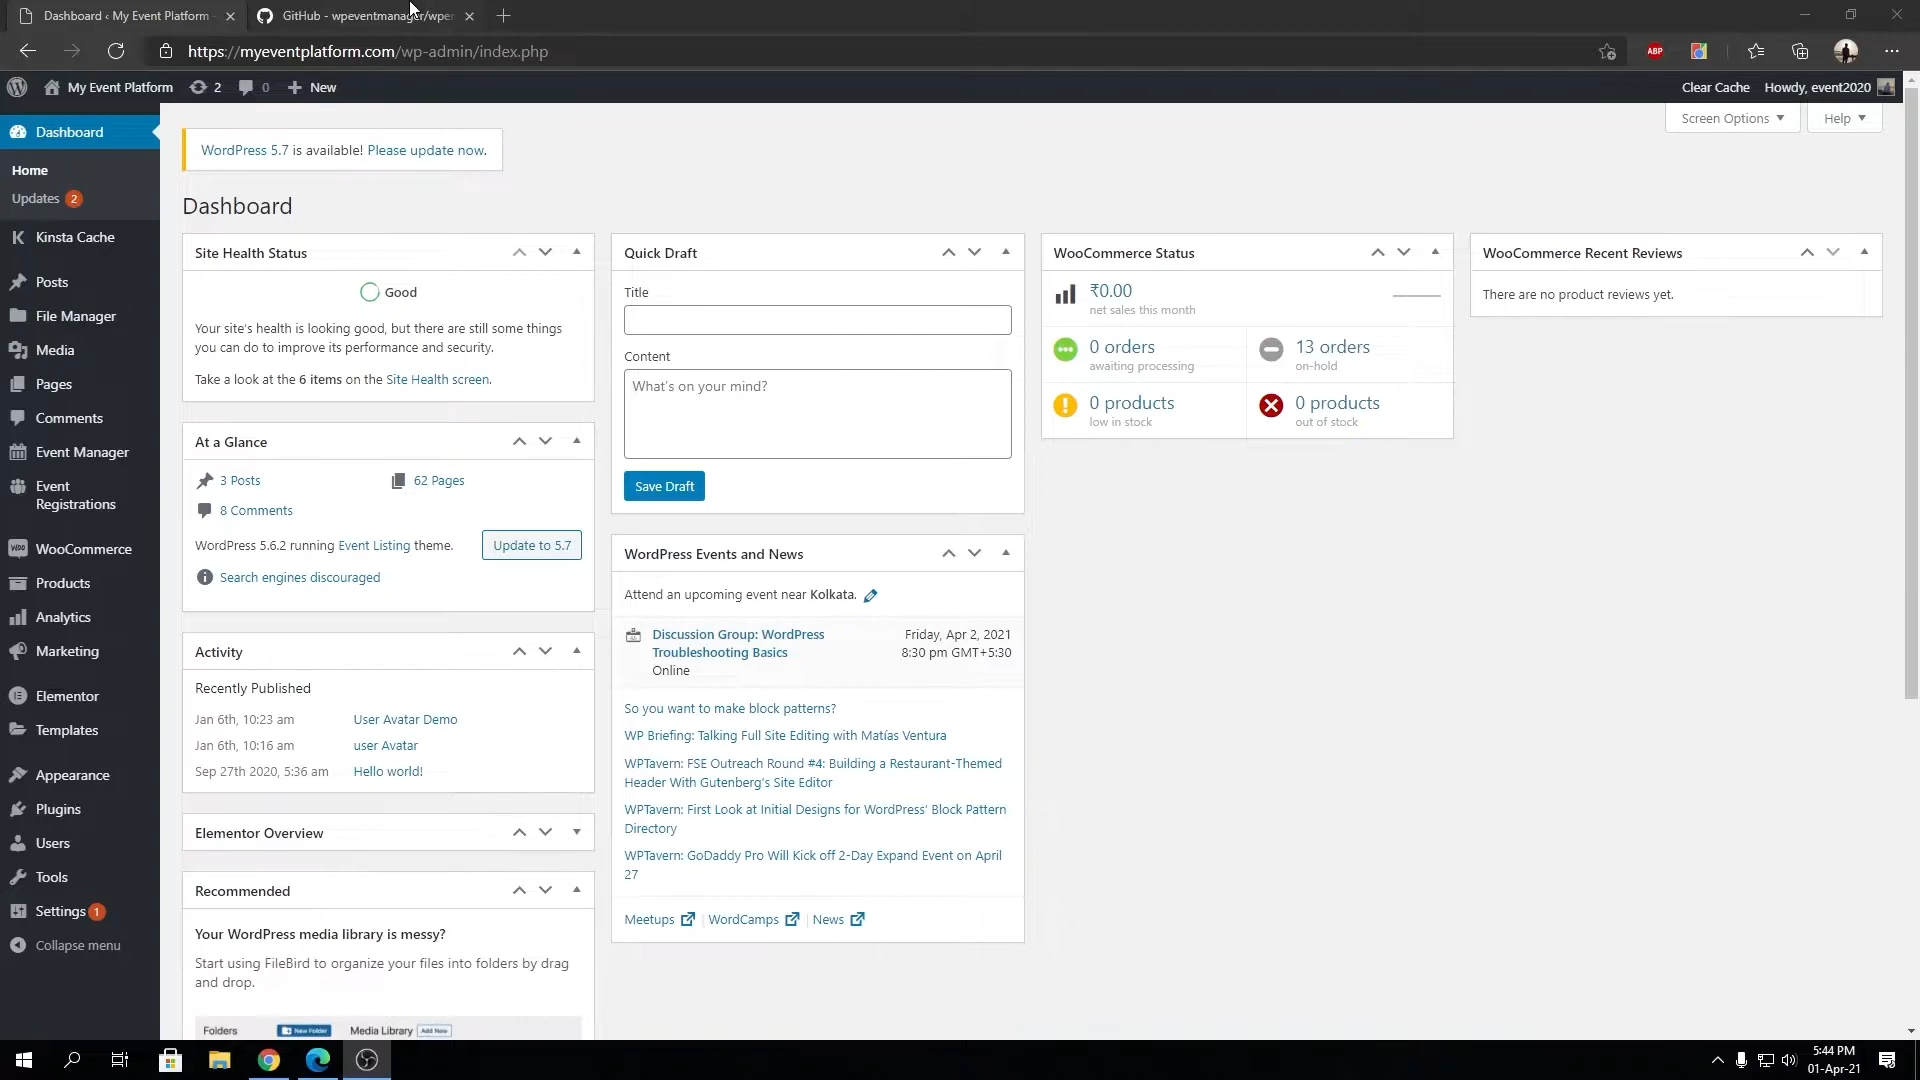 Dashboard ‹ My Event Platform
GitHub - wpeventmanager/wper
https://myeventplatform.com/wp-admin/index.php
ABP
My Event Platform
2
0
New
Clear Cache
Howdy, event2020
Screen Options
Help
Dashboard
Home
Updates 2
Kinsta Cache
Posts
File Manager
Media
Pages
Comments
Event Manager
Event
Registrations
WooCommerce
Products
Analytics
Marketing
Elementor
Templates
Appearance
Plugins
Users
Tools
Settings 1
Collapse menu
WordPress 5.7 is available! Please update now.
Dashboard
Site Health Status
Good
Your site's health is looking good, but there are still some things
you can do to improve its performance and security.
Take a look at the 6 items on the Site Health screen.
At a Glance
3 Posts
62 Pages
8 Comments
WordPress 5.6.2 running Event Listing theme.
Update to 5.7
Search engines discouraged
Activity
Recently Published
Jan 6th, 10:23 am User Avatar Demo
Jan 6th, 10:16 am user Avatar
Sep 27th 2020, 5:36 am Hello world!
Elementor Overview
Recommended
Your WordPress media library is messy?
Start using FileBird to organize your files into folders by drag
and drop.
Folders
New Folder
Media Library
Add New
Quick Draft
Title
Content
What's on your mind?
Save Draft
WordPress Events and News
Attend an upcoming event near Kolkata.
Discussion Group: WordPress
Troubleshooting Basics
Online
Friday, Apr 2, 2021
8:30 pm GMT+5:30
So you want to make block patterns?
WP Briefing: Talking Full Site Editing with Matías Ventura
WPTavern: FSE Outreach Round #4: Building a Restaurant-Themed
Header With Gutenberg's Site Editor
WPTavern: First Look at Initial Designs for WordPress' Block Pattern
Directory
WPTavern: GoDaddy Pro Will Kick off 2-Day Expand Event on April
27
Meetups | WordCamps | News
WooCommerce Status
₹0.00
net sales this month
0 orders
awaiting processing
13 orders
on-hold
0 products
low in stock
0 products
out of stock
WooCommerce Recent Reviews
There are no product reviews yet.
5:44 PM
01-Apr-21